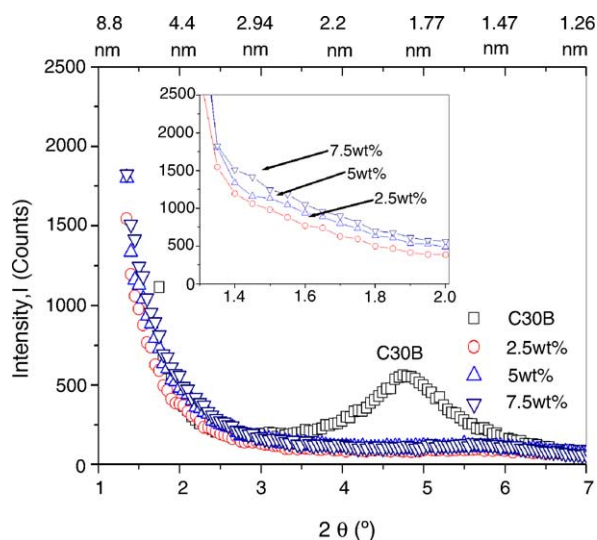 8.8 4.4 2.94 2.2 1.77 1.47 1.26
nm nm nm nm nm nm nm
2500
2000
1500
1000
500
0
Intensity,I (Counts)
2500
2000
1500
1000
500
0
7.5wt%
5wt%
2.5wt%
1.4 1.6 1.8 2.0
C30B
C30B
2.5wt%
5wt%
7.5wt%
1 2 3 4 5 6 7
2 θ (º)